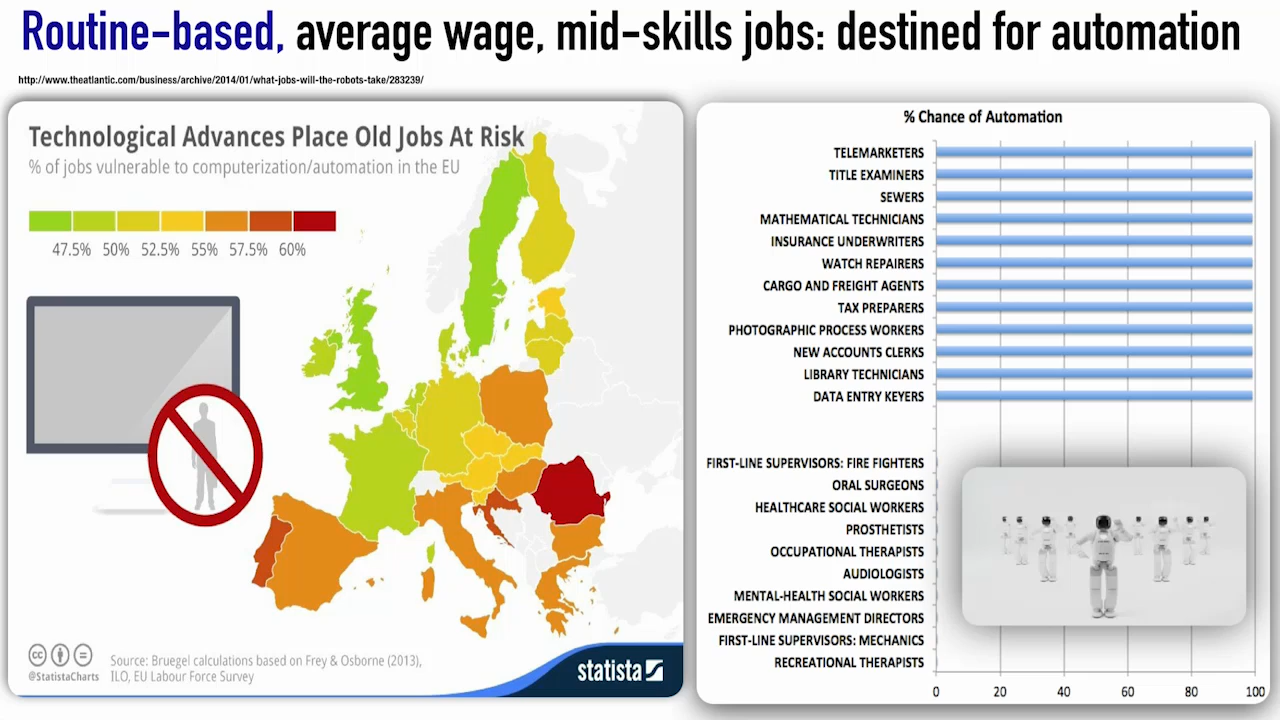 Routine-based, average wage, mid-skills jobs: destined for automation
http://www.theatlantic.com/business/archive/2014/01/what-jobs-will-the-robots-take/283239/
Technological Advances Place Old Jobs At Risk
% of jobs vulnerable to computerization/automation in the EU
47.5% 50% 52.5% 55% 57.5% 60%
@StatistaCharts
Source: Bruegel calculations based on Frey & Osborne (2013),
ILO, EU Labour Force Survey
statista
% Chance of Automation
TELEMARKETERS
TITLE EXAMINERS
SEWERS
MATHEMATICAL TECHNICIANS
INSURANCE UNDERWRITERS
WATCH REPAIRERS
CARGO AND FREIGHT AGENTS
TAX PREPARERS
PHOTOGRAPHIC PROCESS WORKERS
NEW ACCOUNTS CLERKS
LIBRARY TECHNICIANS
DATA ENTRY KEYERS
FIRST-LINE SUPERVISORS: FIRE FIGHTERS
ORAL SURGEONS
HEALTHCARE SOCIAL WORKERS
PROSTHETISTS
OCCUPATIONAL THERAPISTS
AUDIOLOGISTS
MENTAL-HEALTH SOCIAL WORKERS
EMERGENCY MANAGEMENT DIRECTORS
FIRST-LINE SUPERVISORS: MECHANICS
RECREATIONAL THERAPISTS
0 20 40 60 80 100